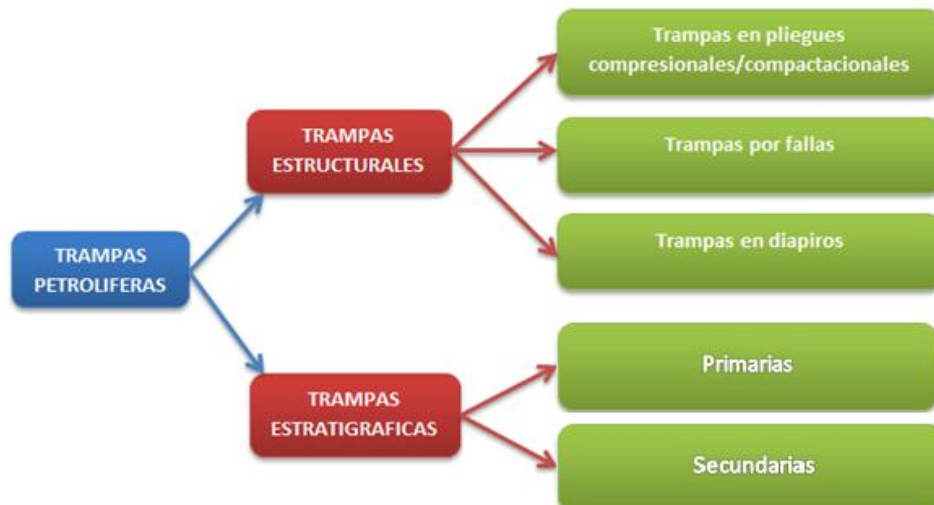 TRAMPAS
PETROLIFERAS
TRAMPAS
ESTRUCTURALES
Trampas en pliegues
compresionales/compactacionales
Trampas por fallas
Trampas en diapiros
TRAMPAS
ESTRATIGRAFICAS
Primarias
Secundarias